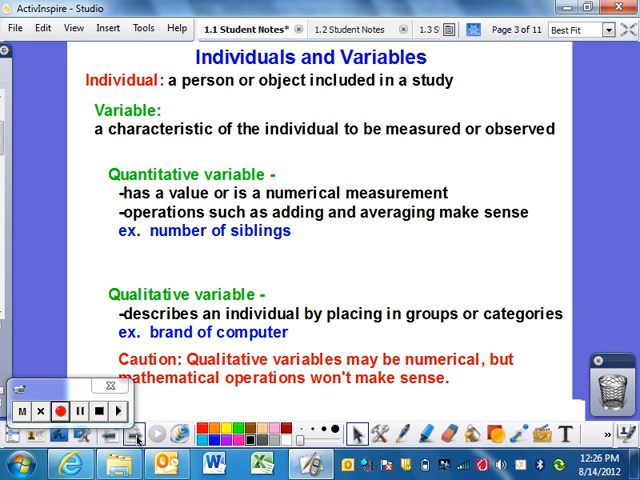 ActivInspire - Studio
File Edit View Insert Tools Help 1.1 Student Notes* 1.2 Student Notes 1.3 S Page 3 of 11 Best Fit
Individuals and Variables
Individual: a person or object included in a study
Variable:
a characteristic of the individual to be measured or observed
Quantitative variable -
-has a value or is a numerical measurement
-operations such as adding and averaging make sense
ex. number of siblings
Qualitative variable -
-describes an individual by placing in groups or categories
ex. brand of computer
Caution: Qualitative variables may be numerical, but
mathematical operations won't make sense.
M
T »
12:26 PM
8/14/2012